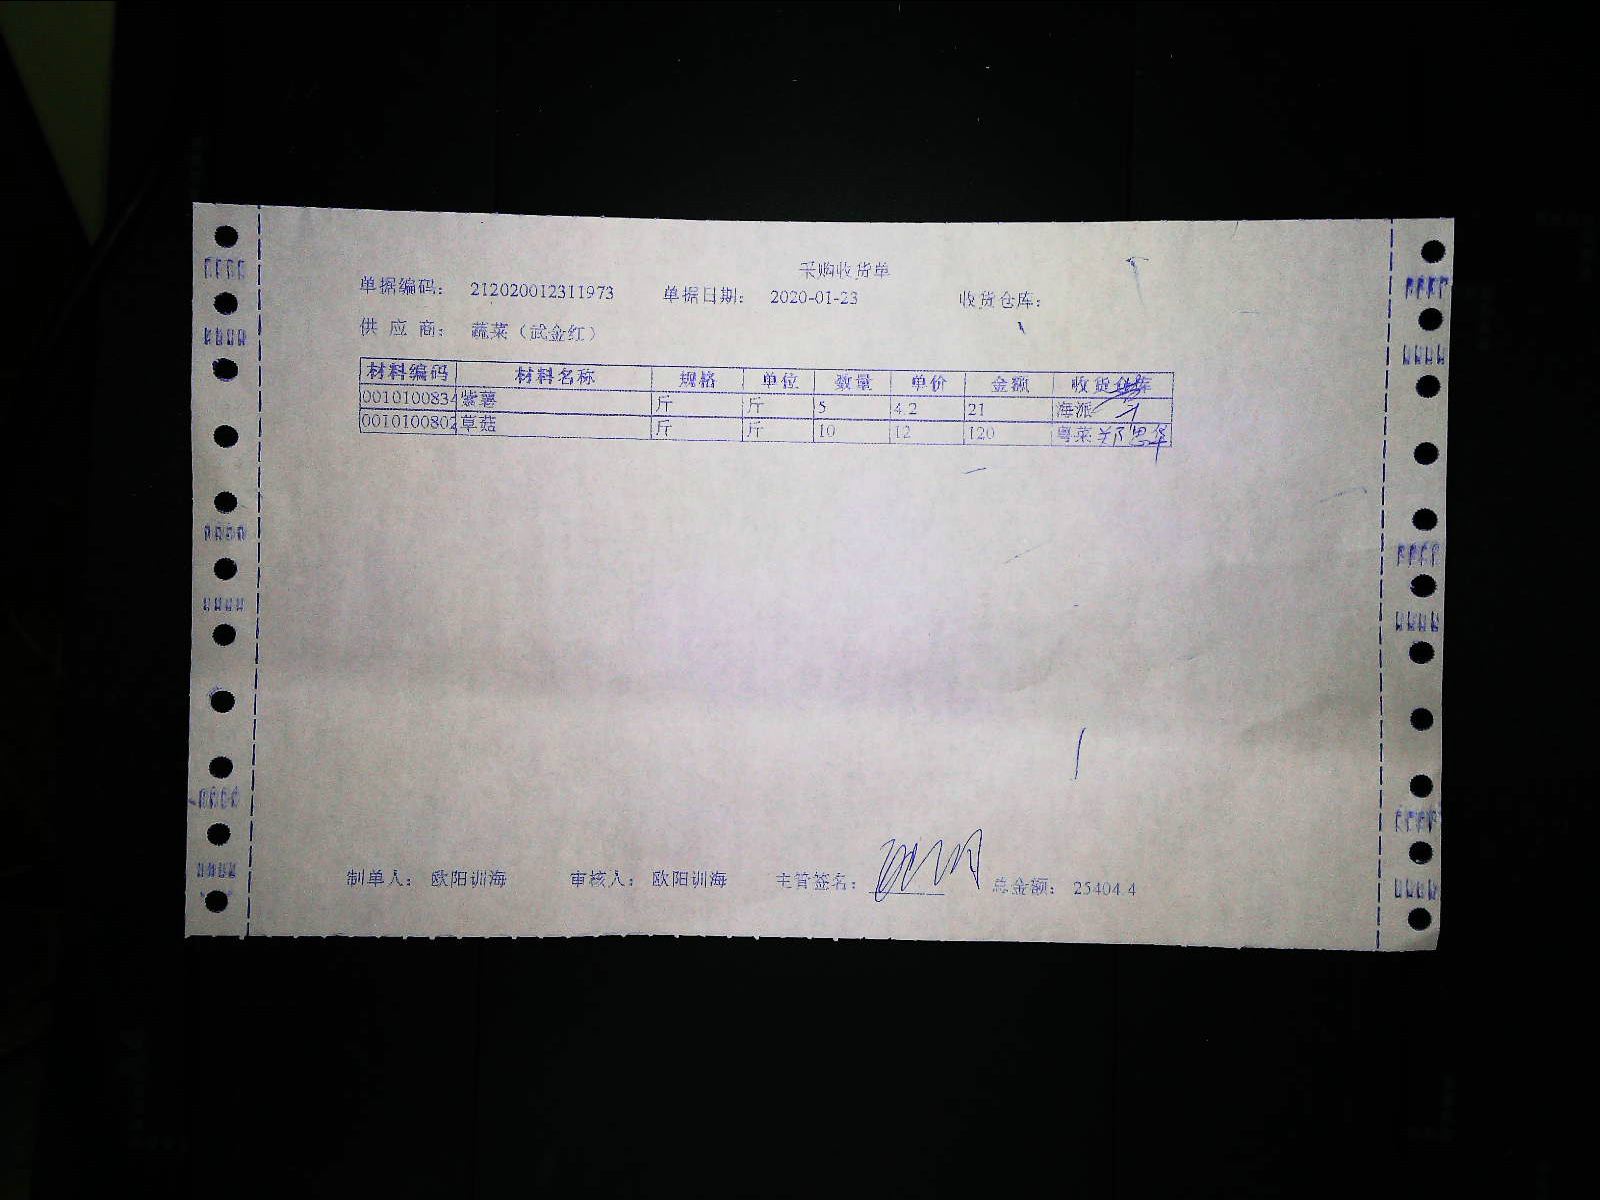 采购收货单
单据编码： 212020012311973 单据日期： 2020-01-23 收货仓库：
供 应 商： 蔬菜（武金红）
材料编码 材料名称 规格 单位 数量 单价 金额 收货仓库
0010100834 紫薯 斤 斤 5 4.2 21 海派
0010100802 草菇 斤 斤 10 12 120 粤菜
制单人： 欧阳训海 审核人： 欧阳训海 主管签名： 总金额： 25404.4